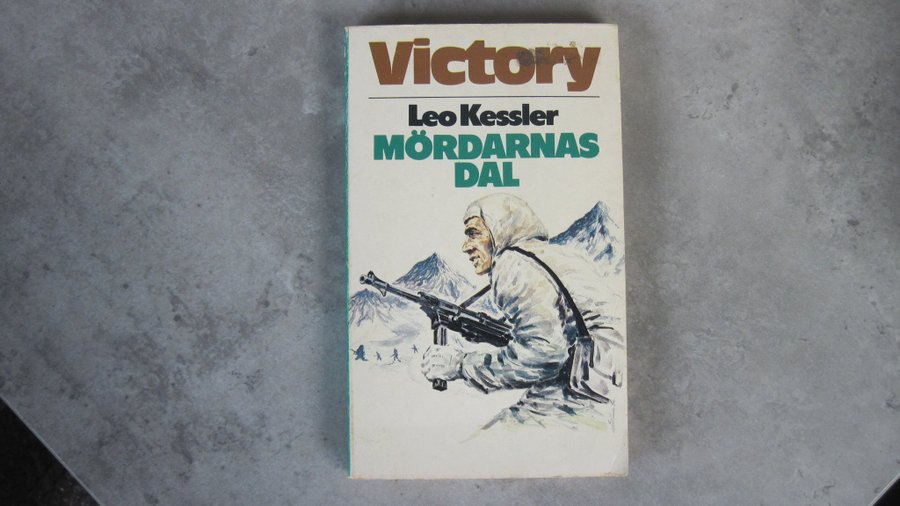 Victory
Leo Kessler
MÖRDARNAS
DAL